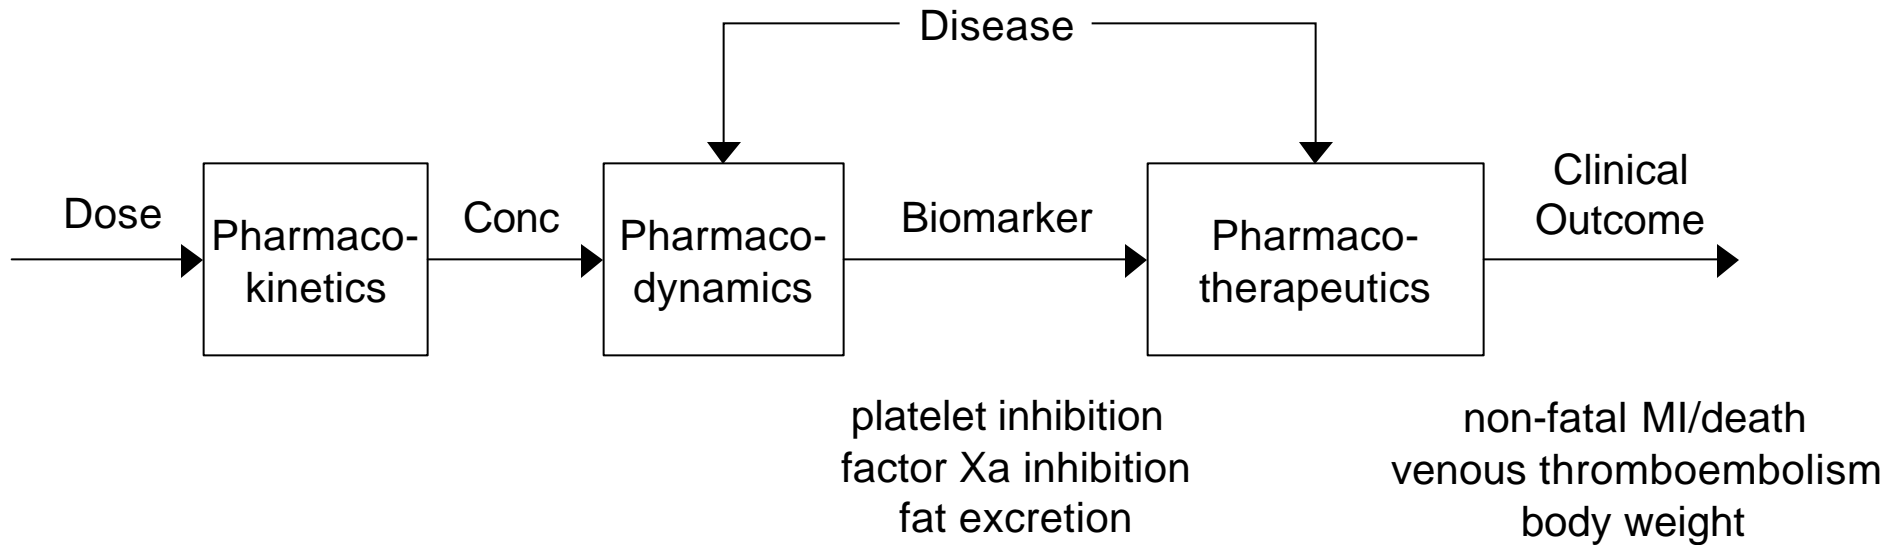 Disease
Dose
Pharmaco-
kinetics
Conc
Pharmaco-
dynamics
Biomarker
Pharmaco-
therapeutics
Clinical
Outcome
platelet inhibition
factor Xa inhibition
fat excretion
non-fatal MI/death
venous thromboembolism
body weight